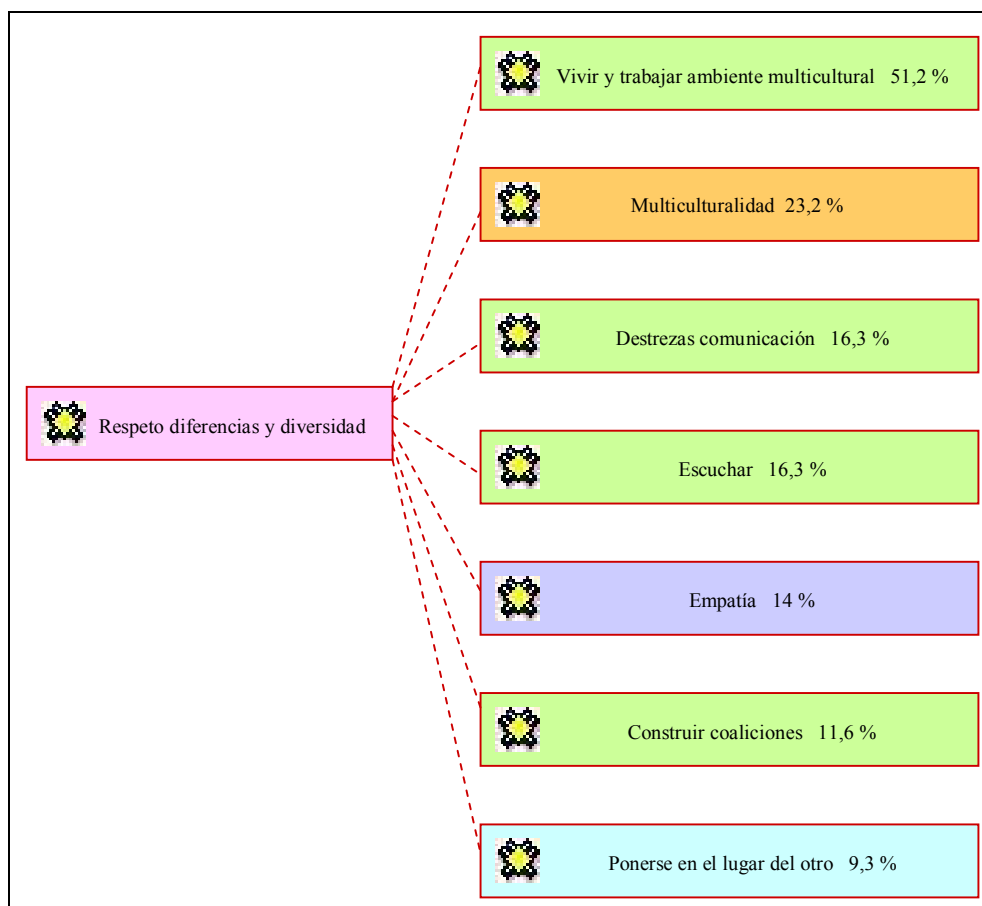 Vivir y trabajar ambiente multicultural 51,2 %
Multiculturalidad 23,2 %
Destrezas comunicación 16,3 %
Respeto diferencias y diversidad
Escuchar 16,3 %
Empatía 14 %
Construir coaliciones 11,6 %
Ponerse en el lugar del otro 9,3 %